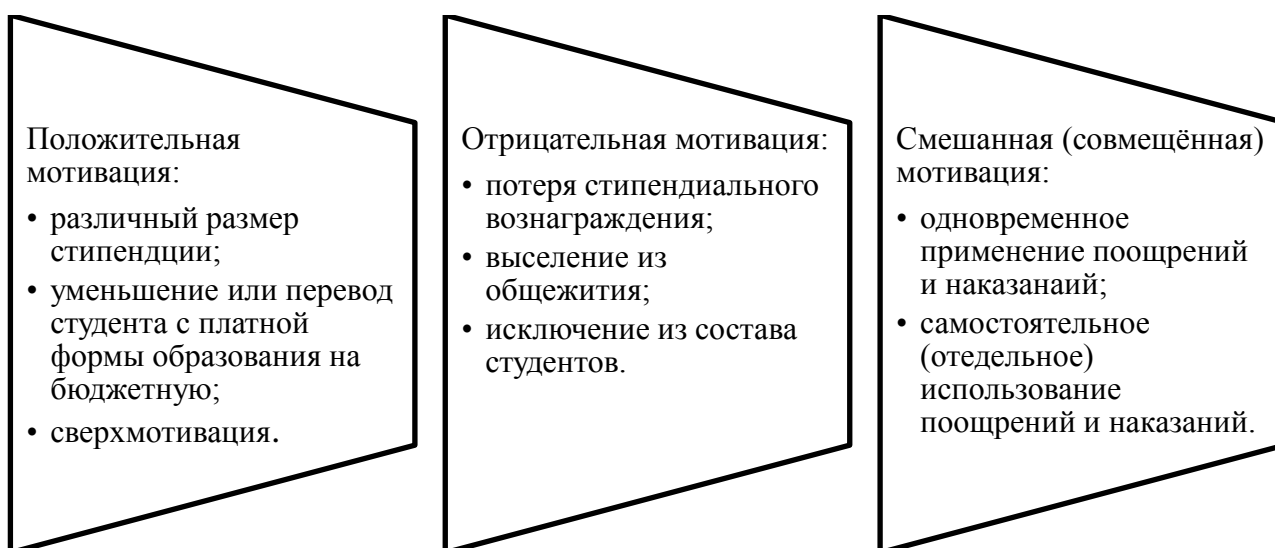 Положительная
мотивация:
• различный размер
стипендции;
• уменьшение или перевод
студента с платной
формы образования на
бюджетную;
• сверхмотивация.
Отрицательная мотивация:
• потеря стипендиального
вознаграждения;
• выселение из
общежития;
• исключение из состава
студентов.
Смешанная (совмещённая)
мотивация:
• одновременное
применение поощрений
и наказанаий;
• самостоятельное
(отедельное)
использование
поощрений и наказаний.